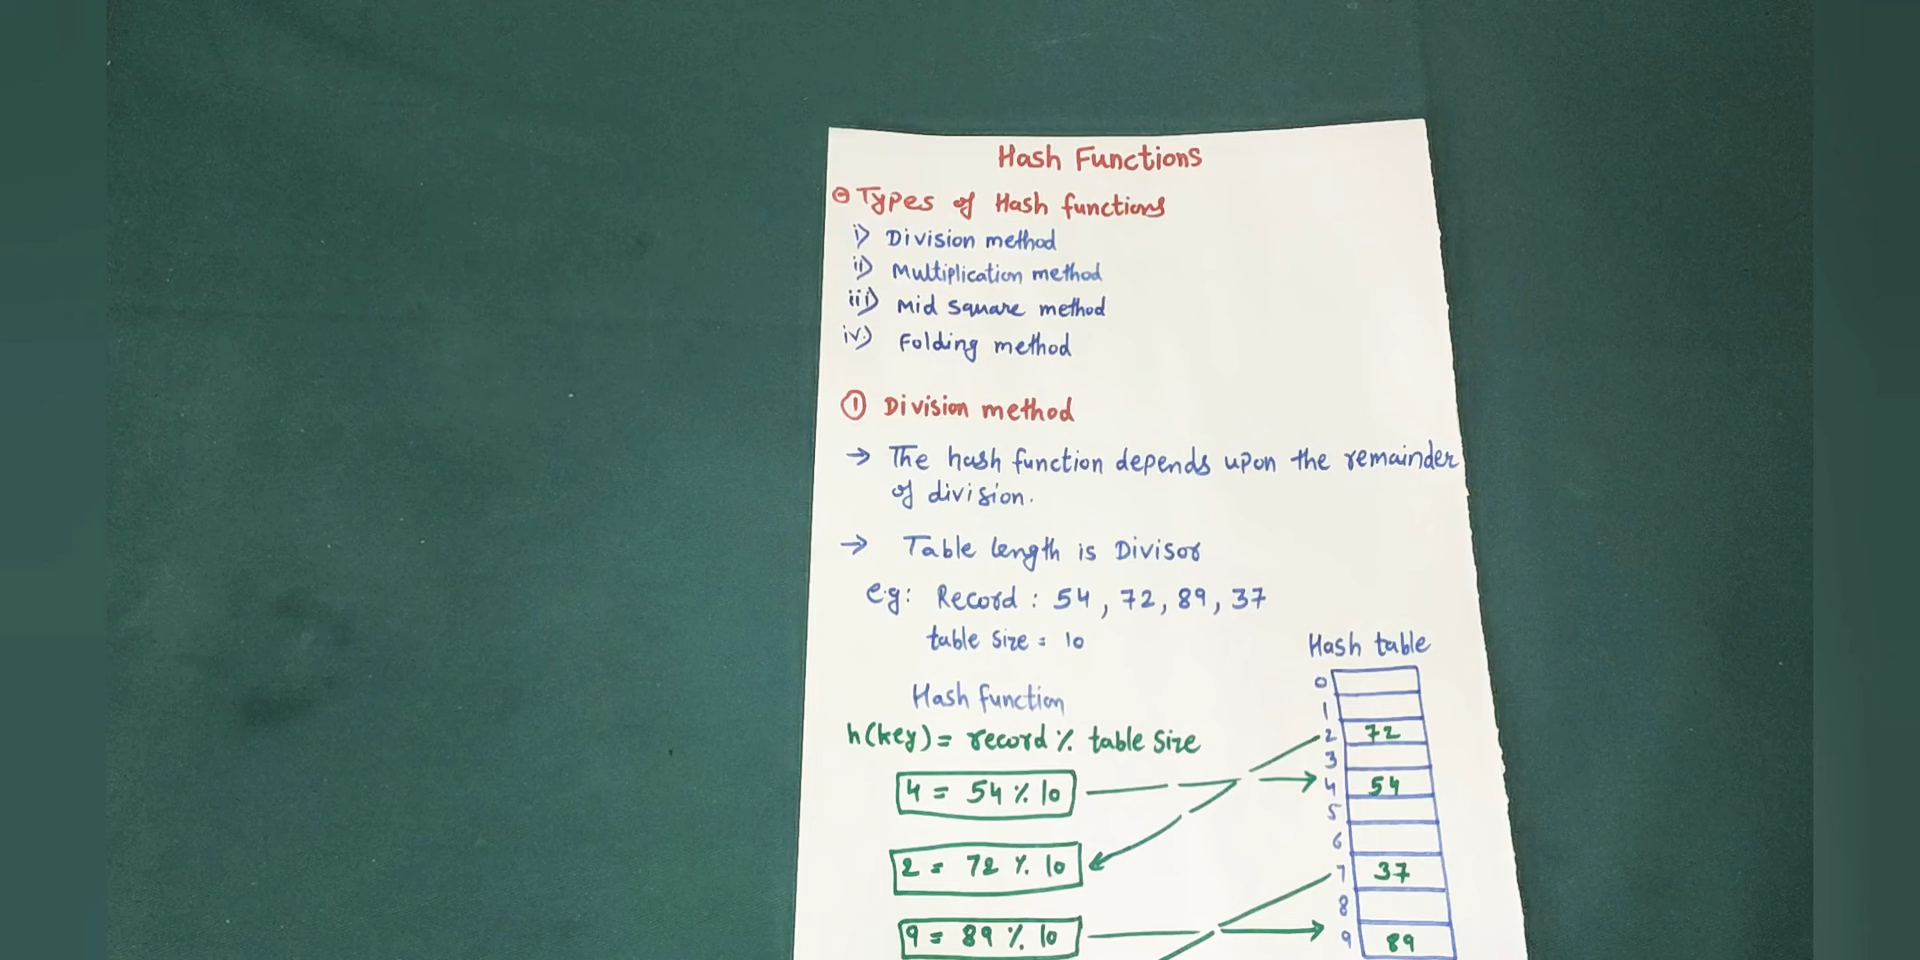 Hash Functions
Types of Hash functions
i) Division method
ii) Multiplication method
iii) Mid square method
iv) Folding method
① Division method
→ The hash function depends upon the remainder
of division.
→ Table length is Divisor
e.g: Record : 54, 72, 89, 37
table size = 10
Hash table
Hash function
h(key) = record % table size
4 = 54 % 10
2 = 72 % 10
9 = 89 % 10
0
1
2 72
3
4 54
5
6
7 37
8
9 89